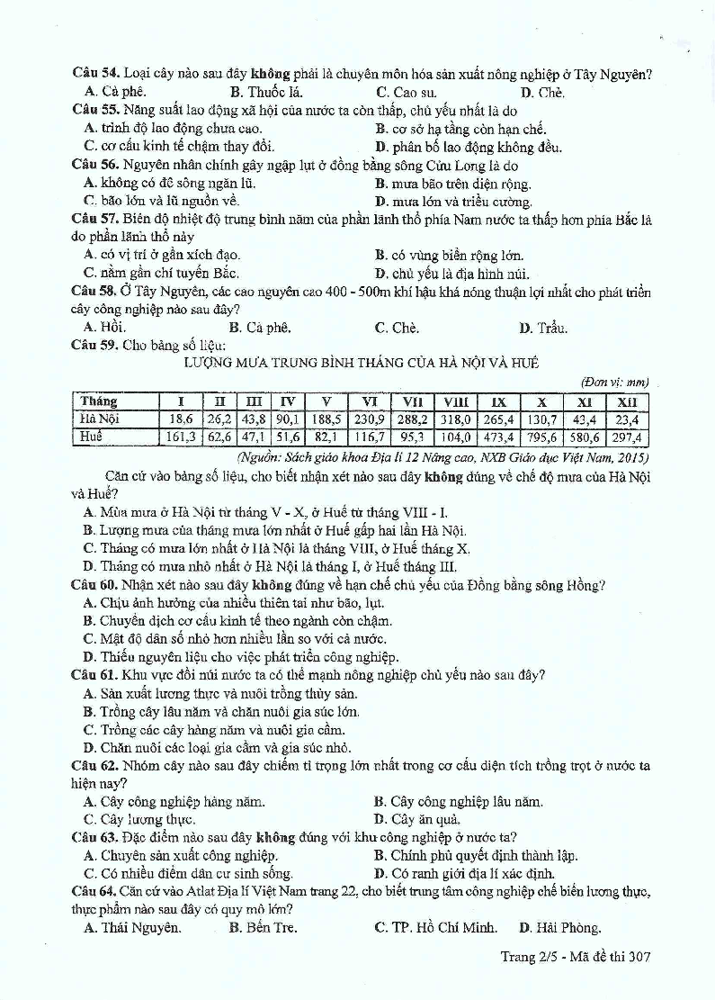 Câu 54. Loại cây nào sau đây không phải là chuyên môn hóa sản xuất nông nghiệp ở Tây Nguyên?
A. Cà phê. B. Thuốc lá. C. Cao su. D. Chè.
Câu 55. Năng suất lao động xã hội của nước ta còn thấp, chủ yếu nhất là do
A. trình độ lao động chưa cao. B. cơ sở hạ tầng còn hạn chế.
C. cơ cấu kinh tế chậm thay đổi. D. phân bố lao động không đều.
Câu 56. Nguyên nhân chính gây ngập lụt ở đồng bằng sông Cửu Long là do
A. không có đê sông ngăn lũ. B. mưa bão trên diện rộng.
C. bão lớn và lũ nguồn về. D. mưa lớn và triều cường.
Câu 57. Biên độ nhiệt độ trung bình năm của phần lãnh thổ phía Nam nước ta thấp hơn phía Bắc là
do phần lãnh thổ này
A. có vị trí ở gần xích đạo. B. có vùng biển rộng lớn.
C. nằm gần chí tuyến Bắc. D. chủ yếu là địa hình núi.
Câu 58. Ở Tây Nguyên, các cao nguyên cao 400 - 500m khí hậu khá nóng thuận lợi nhất cho phát triển
cây công nghiệp nào sau đây?
A. Hồi. B. Cà phê. C. Chè. D. Trẩu.
Câu 59. Cho bảng số liệu:
LƯỢNG MƯA TRUNG BÌNH THÁNG CỦA HÀ NỘI VÀ HUẾ
(Đơn vị: mm)
Tháng I II III IV V VI VII VIII IX X XI XII
Hà Nội 18,6 26,2 43,8 90,1 188,5 230,9 288,2 318,0 265,4 130,7 43,4 23,4
Huế 161,3 62,6 47,1 51,6 82,1 116,7 95,3 104,0 473,4 795,6 580,6 297,4
(Nguồn: Sách giáo khoa Địa lí 12 Nâng cao, NXB Giáo dục Việt Nam, 2015)
Căn cứ vào bảng số liệu, cho biết nhận xét nào sau đây không đúng về chế độ mưa của Hà Nội
và Huế?
A. Mùa mưa ở Hà Nội từ tháng V - X, ở Huế từ tháng VIII - I.
B. Lượng mưa của tháng mưa lớn nhất ở Huế gấp hai lần Hà Nội.
C. Tháng có mưa lớn nhất ở Hà Nội là tháng VIII, ở Huế tháng X.
D. Tháng có mưa nhỏ nhất ở Hà Nội là tháng I, ở Huế tháng III.
Câu 60. Nhận xét nào sau đây không đúng về hạn chế chủ yếu của Đồng bằng sông Hồng?
A. Chịu ảnh hưởng của nhiều thiên tai như bão, lụt.
B. Chuyển dịch cơ cấu kinh tế theo ngành còn chậm.
C. Mật độ dân số nhỏ hơn nhiều lần so với cả nước.
D. Thiếu nguyên liệu cho việc phát triển công nghiệp.
Câu 61. Khu vực đồi núi nước ta có thế mạnh nông nghiệp chủ yếu nào sau đây?
A. Sản xuất lương thực và nuôi trồng thủy sản.
B. Trồng cây lâu năm và chăn nuôi gia súc lớn.
C. Trồng các cây hàng năm và nuôi gia cầm.
D. Chăn nuôi các loại gia cầm và gia súc nhỏ.
Câu 62. Nhóm cây nào sau đây chiếm tỉ trọng lớn nhất trong cơ cấu diện tích trồng trọt ở nước ta
hiện nay?
A. Cây công nghiệp hàng năm. B. Cây công nghiệp lâu năm.
C. Cây lương thực. D. Cây ăn quả.
Câu 63. Đặc điểm nào sau đây không đúng với khu công nghiệp ở nước ta?
A. Chuyên sản xuất công nghiệp. B. Chính phủ quyết định thành lập.
C. Có nhiều điểm dân cư sinh sống. D. Có ranh giới địa lí xác định.
Câu 64. Căn cứ vào Atlat Địa lí Việt Nam trang 22, cho biết trung tâm công nghiệp chế biến lương thực,
thực phẩm nào sau đây có quy mô lớn?
A. Thái Nguyên. B. Bến Tre. C. TP. Hồ Chí Minh. D. Hải Phòng.
Trang 2/5 - Mã đề thi 307